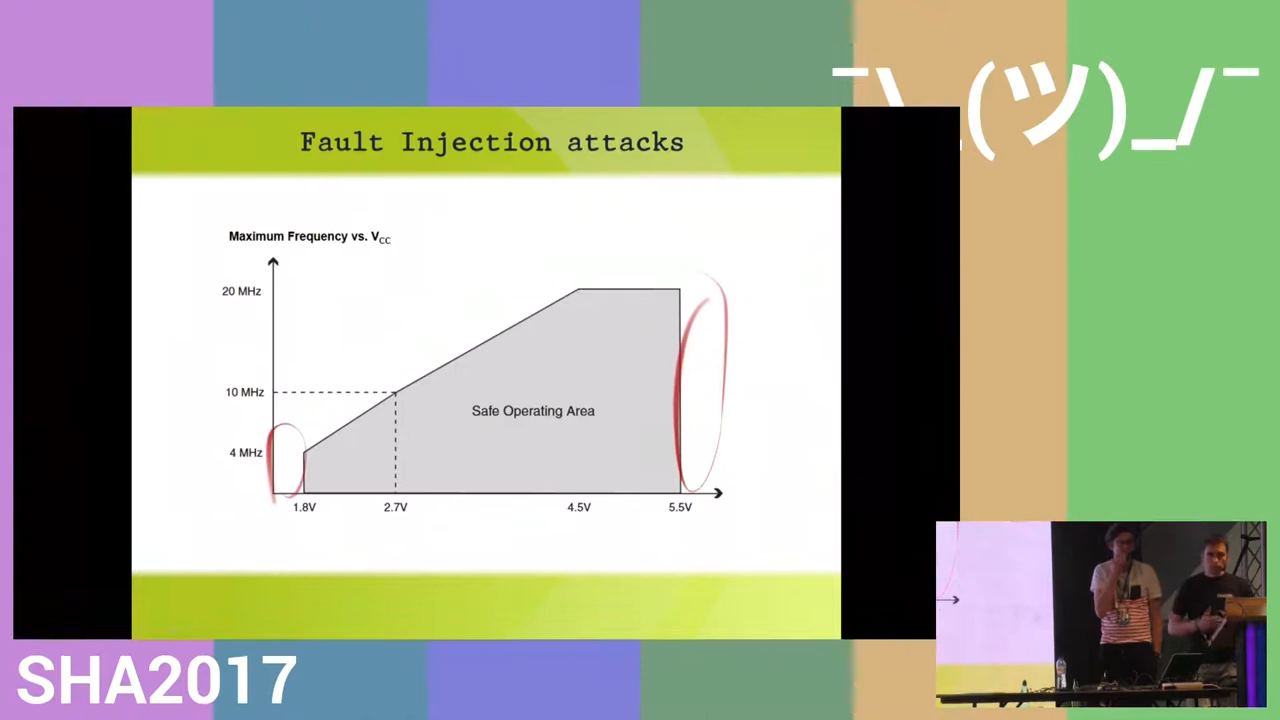 ¯\_(ツ)_/¯
Fault Injection attacks
Maximum Frequency vs. VCC
20 MHz
10 MHz
Safe Operating Area
4 MHz
1.8V 2.7V 4.5V 5.5V
SHA2017